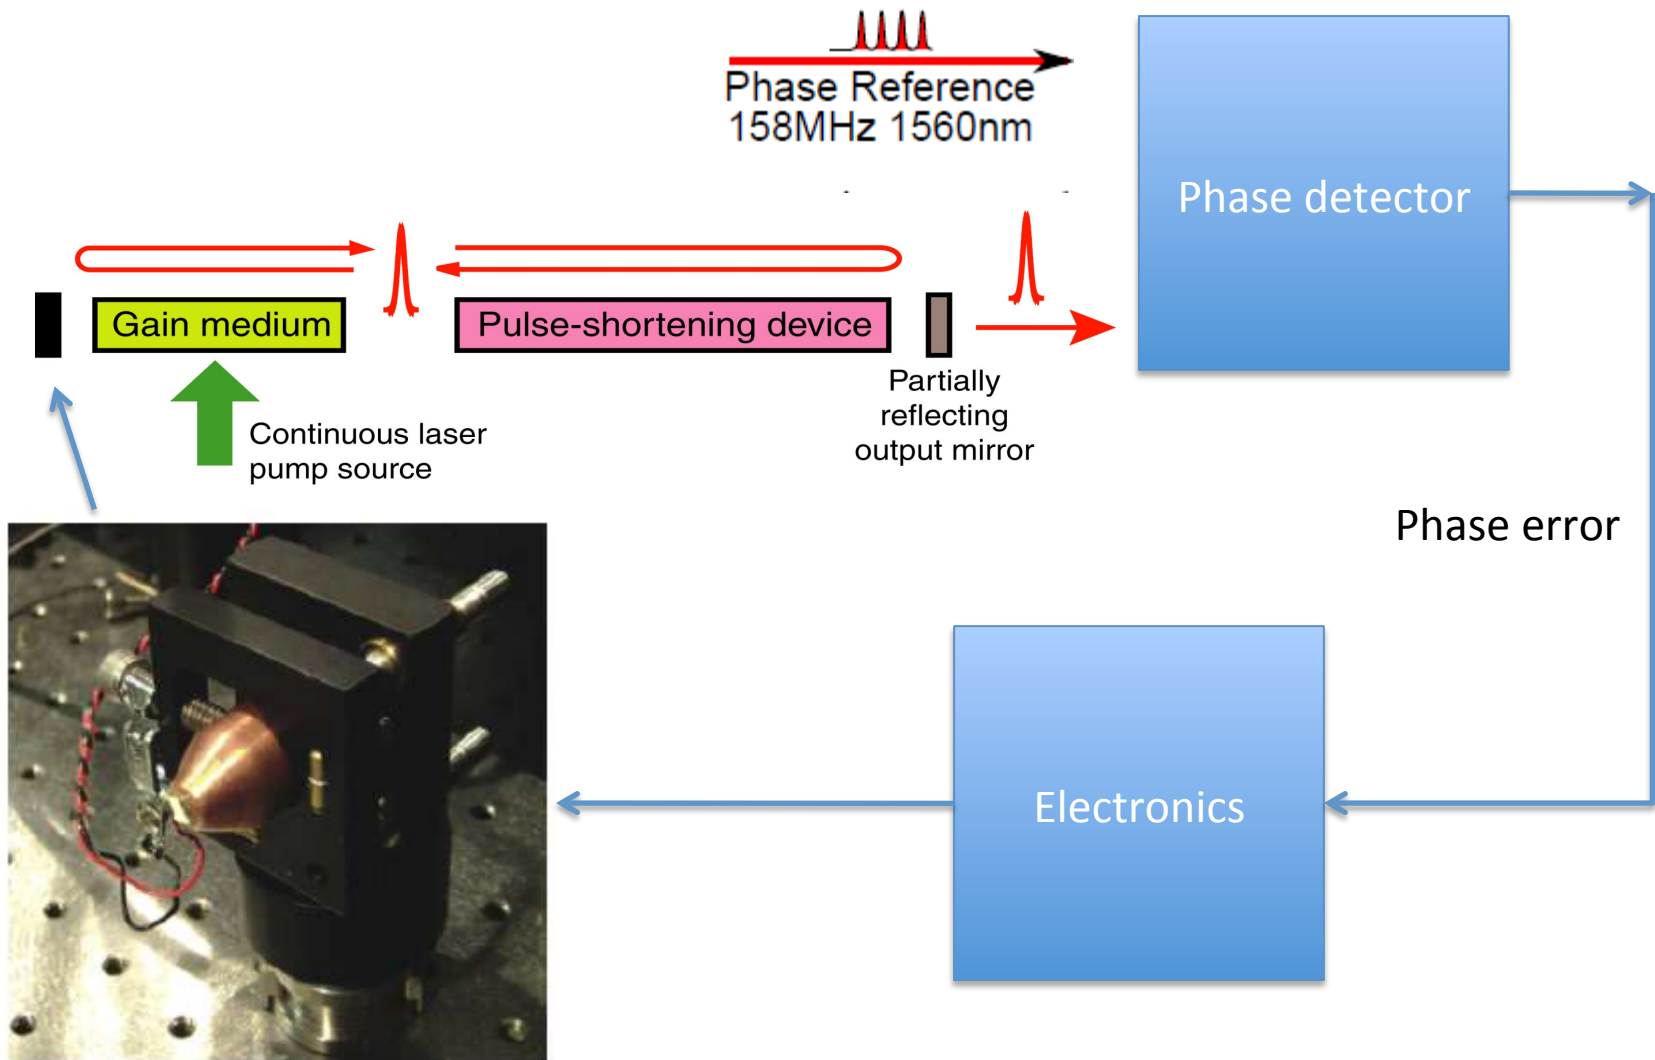 Phase Reference
158MHz 1560nm
Phase detector
Gain medium
Pulse-shortening device
Partially
reflecting
output mirror
Continuous laser
pump source
Phase error
Electronics